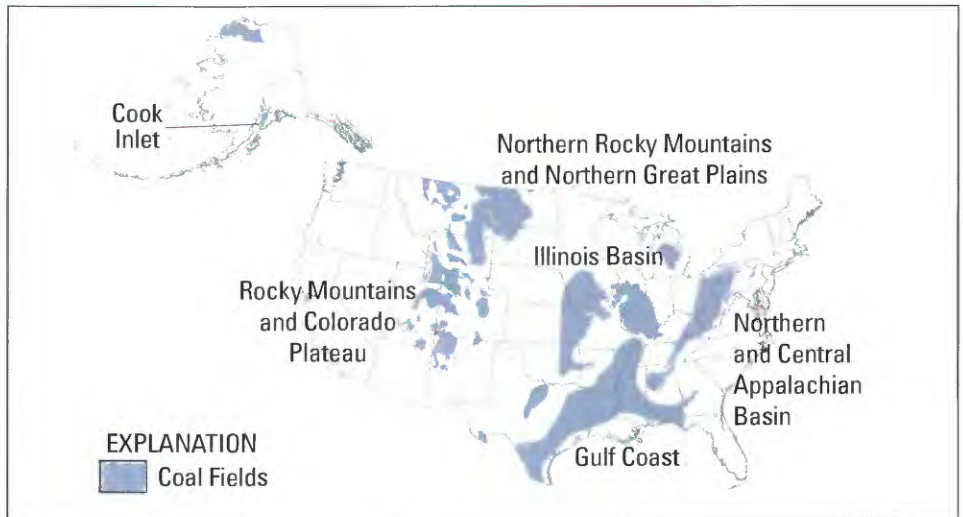 Cook
Inlet
Northern Rocky Mountains
and Northern Great Plains
Illinois Basin
Rocky Mountains
and Colorado
Plateau
Northern
and Central
Appalachian
Basin
Gulf Coast
EXPLANATION
Coal Fields